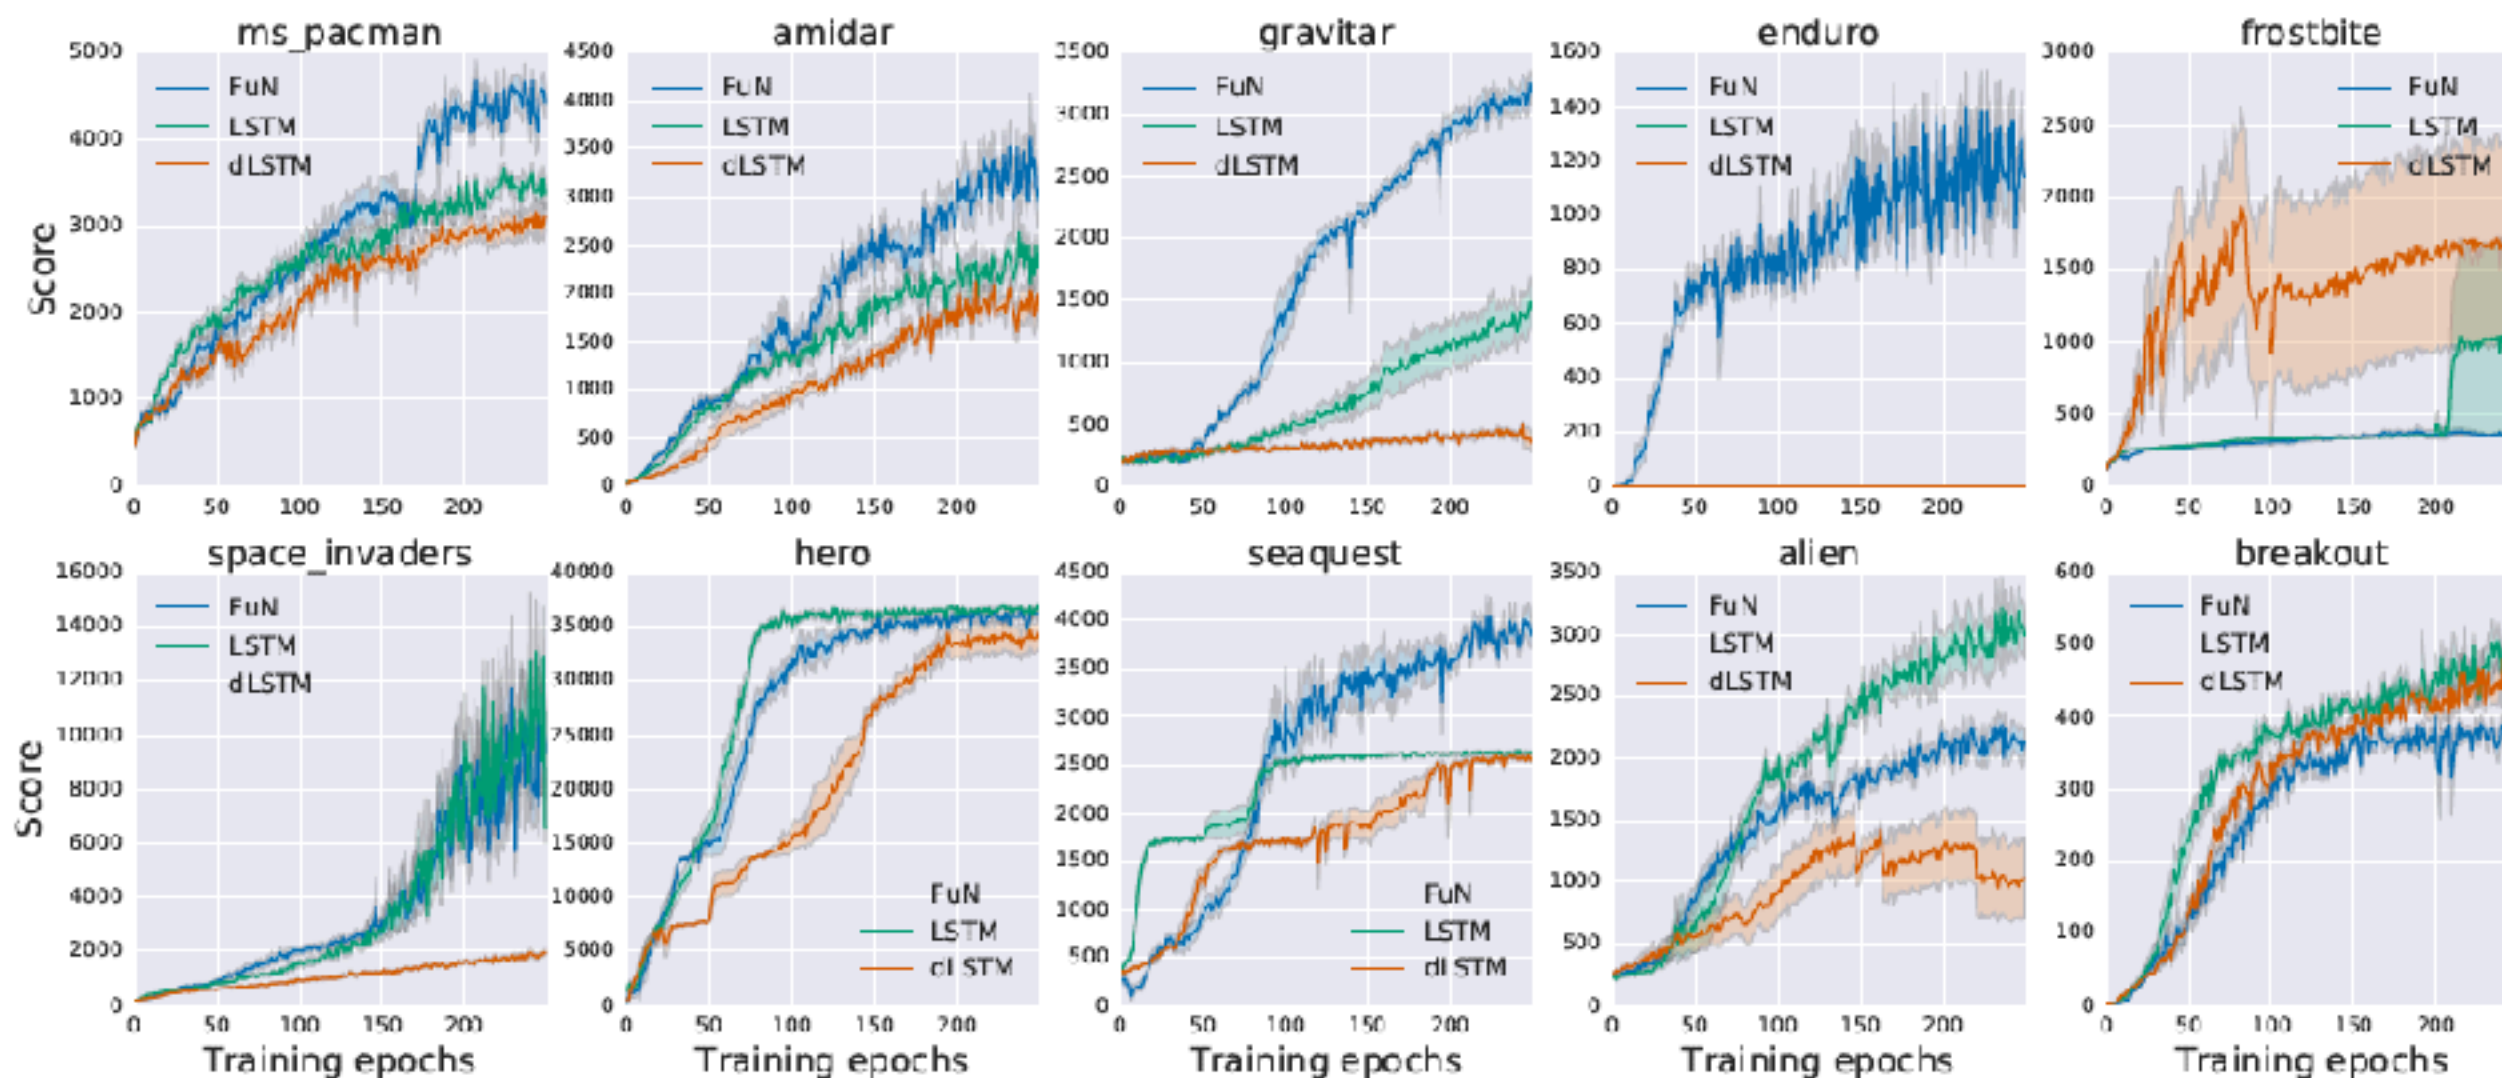 ms_pacman
5000
4000
3000
2000
1000
0
0 50 100 150 200
FuN
LSTM
dLSTM
Score
amidar
4500
4000
3500
3000
2500
2000
1500
1000
500
0
0 50 100 150 200
FuN
LSTM
dLSTM
gravitar
3500
3000
2500
2000
1500
1000
500
0
0 50 100 150 200
FuN
LSTM
dLSTM
enduro
1600
1400
1200
1000
800
600
400
200
0
0 50 100 150 200
FuN
LSTM
dLSTM
frostbite
3000
2500
2000
1500
1000
500
0
0 50 100 150 200
FuN
LSTM
dLSTM
space_invaders
16000
14000
12000
10000
8000
6000
4000
2000
0
0 50 100 150 200
FuN
LSTM
dLSTM
Score
Training epochs
hero
40000
35000
30000
25000
20000
15000
10000
5000
0
0 50 100 150 200
FuN
LSTM
dLSTM
Training epochs
seaquest
4500
4000
3500
3000
2500
2000
1500
1000
500
0
0 50 100 150 200
FuN
LSTM
dLSTM
Training epochs
alien
3500
3000
2500
2000
1500
1000
500
0
0 50 100 150 200
FuN
LSTM
dLSTM
Training epochs
breakout
600
500
400
300
200
100
0
0 50 100 150 200
FuN
LSTM
dLSTM
Training epochs